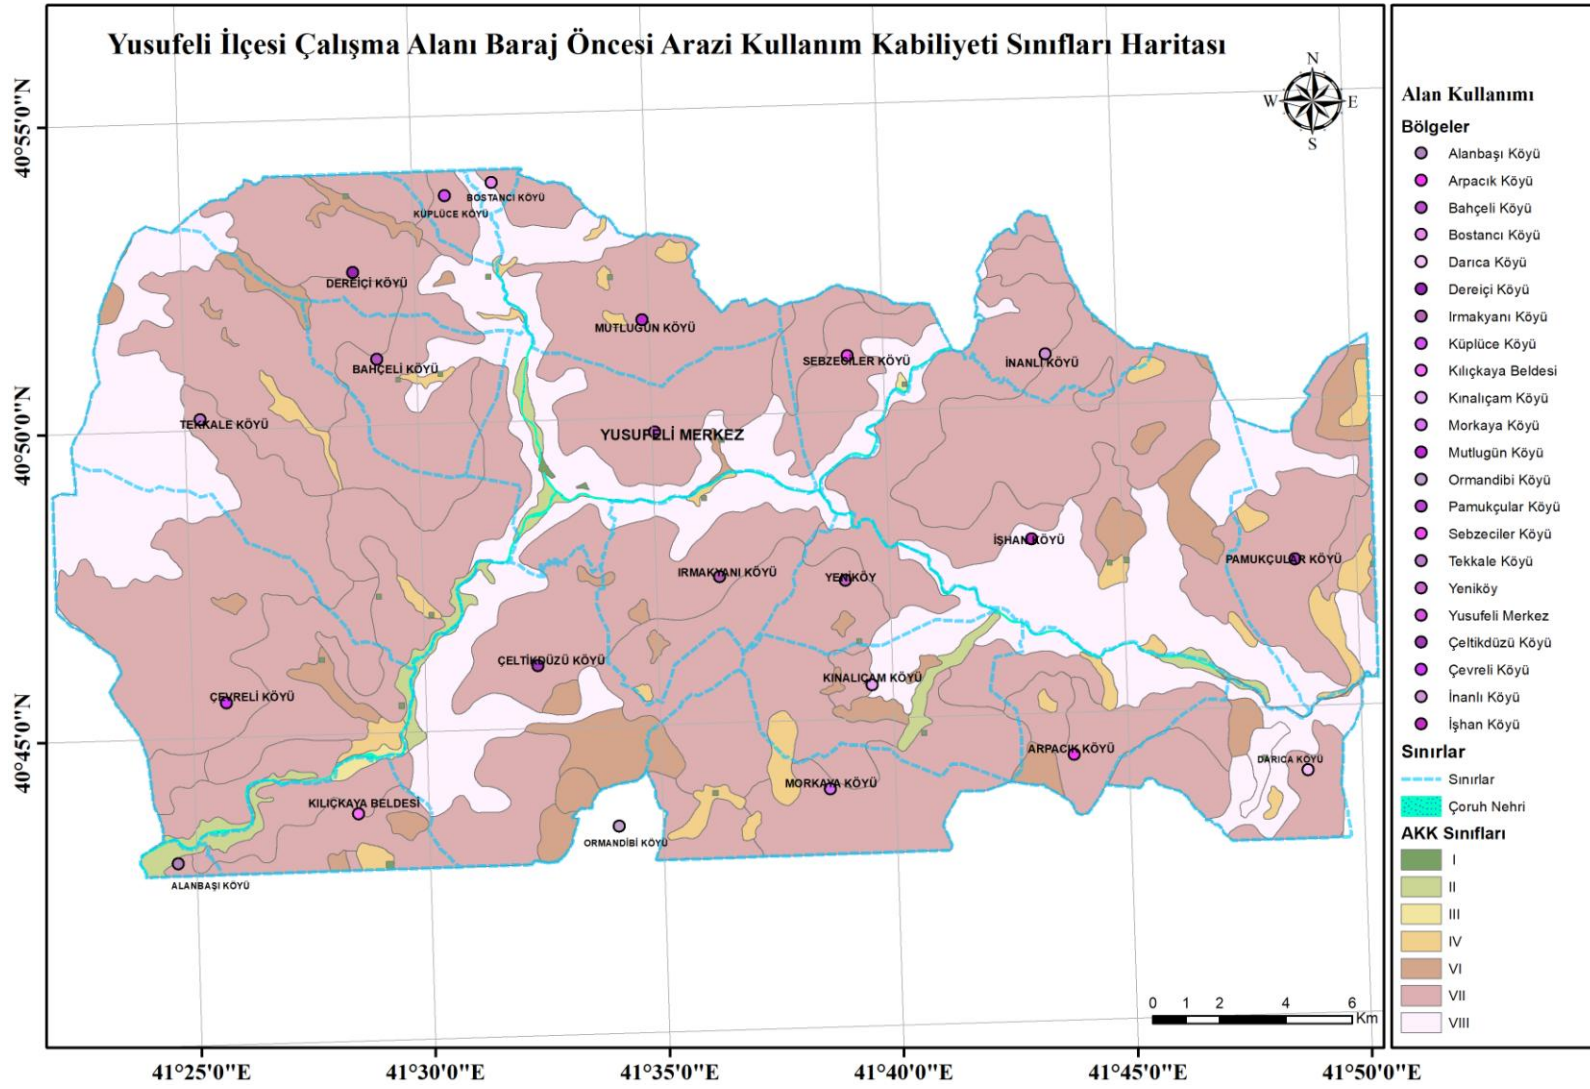 Yusufeli İlçesi Çalışma Alanı Baraj Öncesi Arazi Kullanım Kabiliyeti Sınıfları Haritası
N
W E
S
40°55'0"N
40°50'0"N
40°45'0"N
BOSTANCI KÖYÜ
KÜPLÜCE KÖYÜ
DEREİÇİ KÖYÜ
MUTLUGÜN KÖYÜ
BAHÇELİ KÖYÜ
SEBZECİLER KÖYÜ
İNANLI KÖYÜ
TEKKALE KÖYÜ
YUSUFELİ MERKEZ
İŞHAN KÖYÜ
PAMUKÇULAR KÖYÜ
IRMAKYANI KÖYÜ
YENİKÖY
ÇELTİKDÜZÜ KÖYÜ
KINALIÇAM KÖYÜ
ÇEVRELİ KÖYÜ
ARPACIK KÖYÜ
DARICA KÖYÜ
MORKAYA KÖYÜ
KILIÇKAYA BELDESİ
ORMANDİBİ KÖYÜ
ALANBAŞI KÖYÜ
0 1 2 4 6
Km
41°25'0"E 41°30'0"E 41°35'0"E 41°40'0"E 41°45'0"E 41°50'0"E
Alan Kullanımı
Bölgeler
Alanbaşı Köyü
Arpacık Köyü
Bahçeli Köyü
Bostancı Köyü
Darıca Köyü
Dereiçi Köyü
Irmakyanı Köyü
Küplüce Köyü
Kılıçkaya Beldesi
Kınalıçam Köyü
Morkaya Köyü
Mutlugün Köyü
Ormandibi Köyü
Pamukçular Köyü
Sebzeciler Köyü
Tekkale Köyü
Yeniköy
Yusufeli Merkez
Çeltikdüzü Köyü
Çevreli Köyü
İnanlı Köyü
İşhan Köyü
Sınırlar
Sınırlar
Çoruh Nehri
AKK Sınıfları
I
II
III
IV
VI
VII
VIII